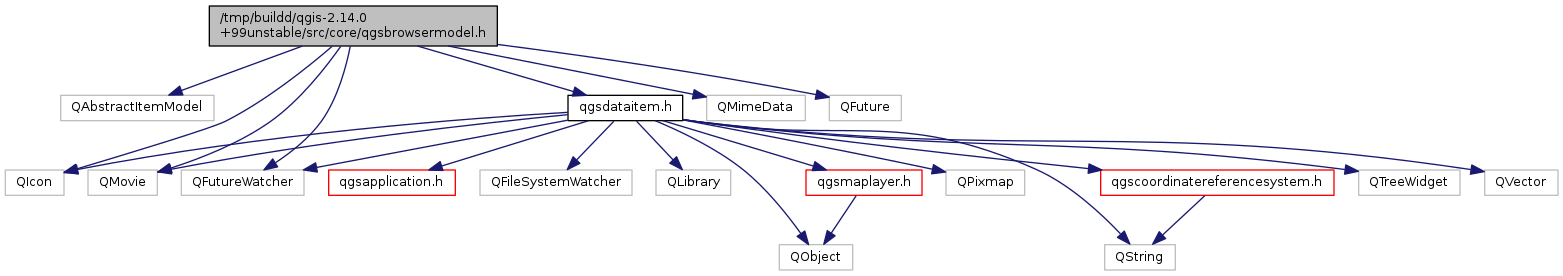 /tmp/buildd/qgis-2.14.0
+99unstable/src/core/qgsbrowsermodel.h
QAbstractItemModel
qgsdataitem.h
QMimeData
QFuture
QIcon
QMovie
QFutureWatcher
qgsapplication.h
QFileSystemWatcher
QLibrary
qgsmaplayer.h
QPixmap
qgscoordinatereferencesystem.h
QTreeWidget
QVector
QObject
QString